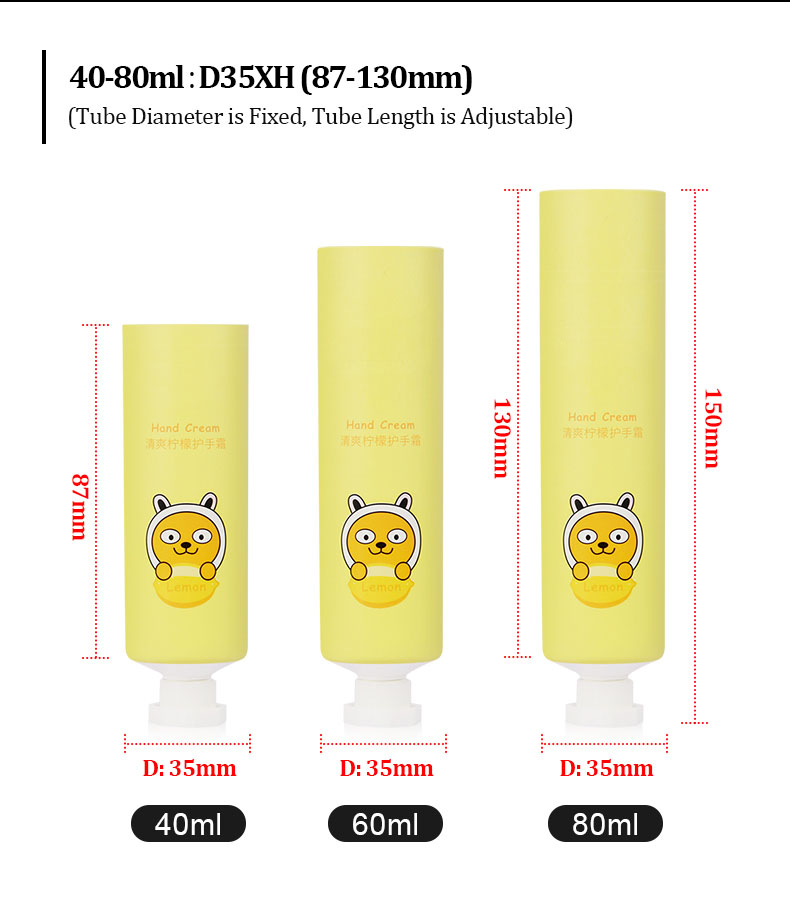 40-80ml : D35XH (87-130mm)
(Tube Diameter is Fixed, Tube Length is Adjustable)
87mm
Hand Cream
清爽柠檬护手霜
Lemon
Hand Cream
清爽柠檬护手霜
Lemon
130mm
Hand Cream
清爽柠檬护手霜
Lemon
150mm
D: 35mm
D: 35mm
D: 35mm
40ml
60ml
80ml